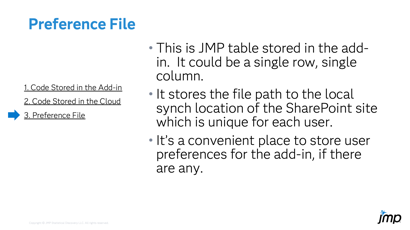 Preference File
• This is JMP table stored in the add-
in.  It could be a single row, single
column.
1. Code Stored in the Add-in
2. Code Stored in the Cloud
3. Preference File
• It stores the file path to the local
synch location of the SharePoint site
which is unique for each user.
• It's a convenient place to store user
preferences for the add-in, if there
are any.
jmp